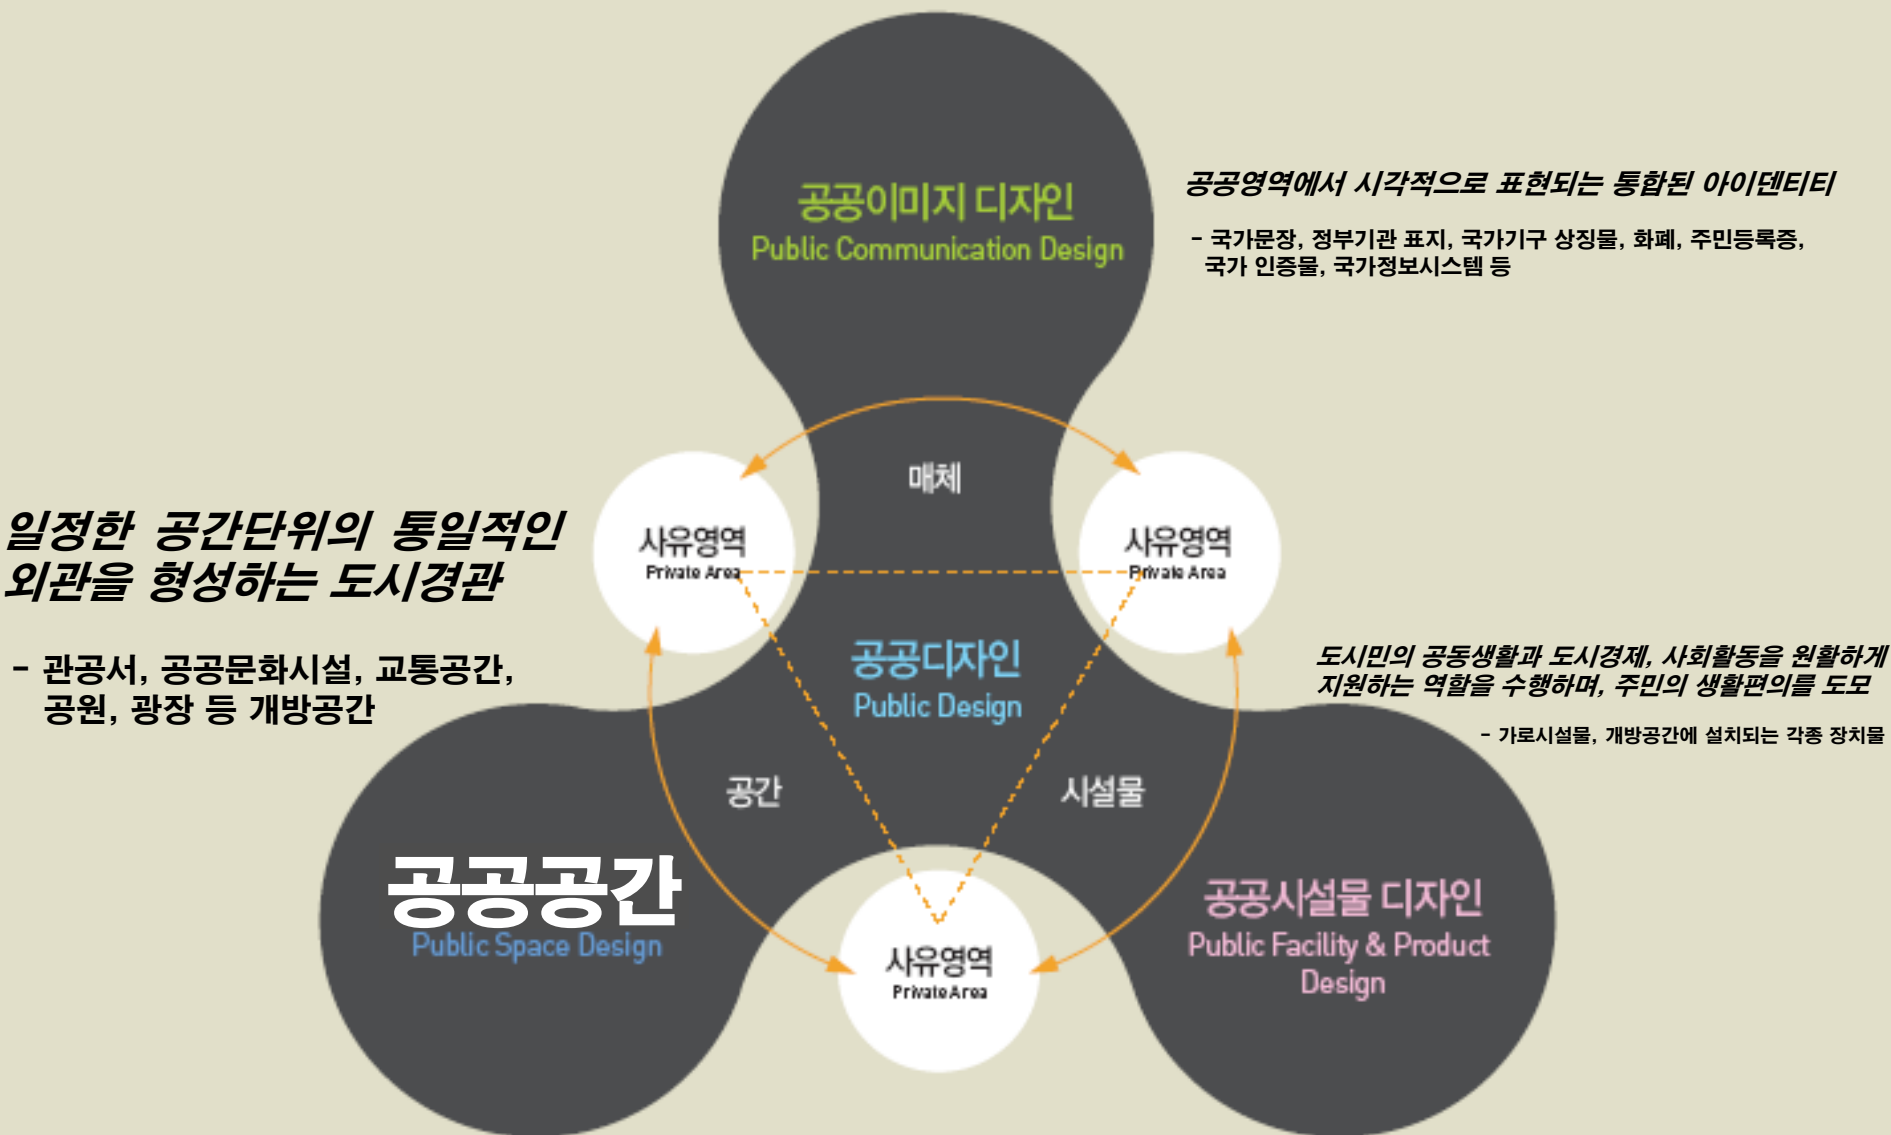 공공이미지 디자인
Public Communication Design
공공영역에서 시각적으로 표현되는 통합된 아이덴티티
- 국가문장, 정부기관 표지, 국가기구 상징물, 화폐, 주민등록증,
국가 인증물, 국가정보시스템 등
매체
사유영역
Private Area
사유영역
Private Area
일정한 공간단위의 통일적인
외관을 형성하는 도시경관
- 관공서, 공공문화시설, 교통공간,
공원, 광장 등 개방공간
공공디자인
Public Design
도시민의 공동생활과 도시경제, 사회활동을 원활하게
지원하는 역할을 수행하며, 주민의 생활편의를 도모
- 가로시설물, 개방공간에 설치되는 각종 장치물
공간
시설물
공공공간
Public Space Design
사유영역
Private Area
공공시설물 디자인
Public Facility & Product
Design